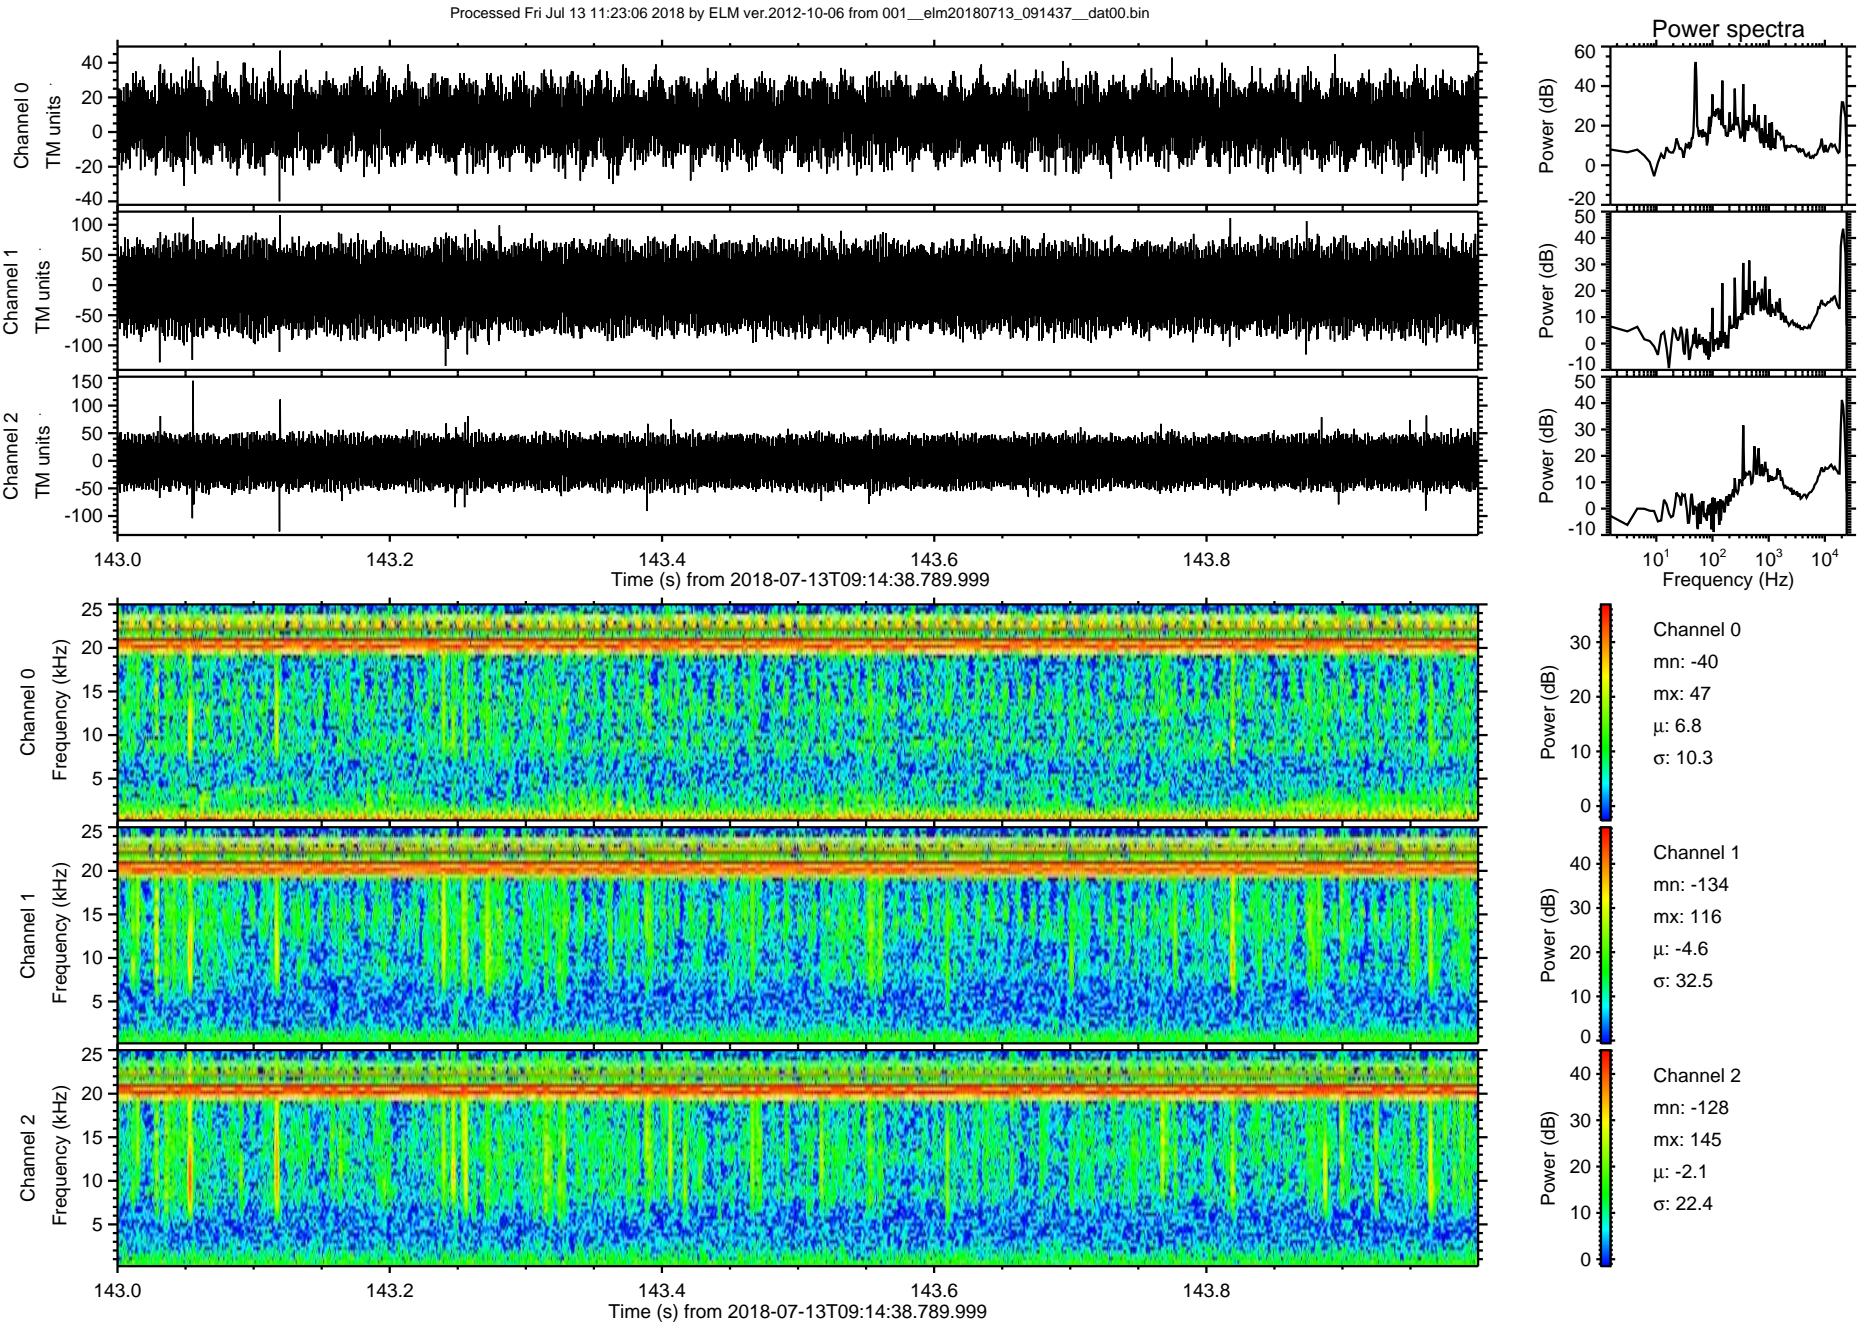 Processed Fri Jul 13 11:23:06 2018 by ELM ver.2012-10-06 from 001__elm20180713_091437__dat00.bin
Power spectra
Channel 0
TM units
40
20
0
-20
-40
Power (dB)
60
40
20
0
-20
Channel 1
TM units
100
50
0
-50
-100
Power (dB)
50
40
30
20
10
0
-10
Channel 2
TM units
150
100
50
0
-50
-100
Power (dB)
50
40
30
20
10
0
-10
143.0 143.2 143.4 143.6 143.8
Time (s) from 2018-07-13T09:14:38.789.999
10¹ 10² 10³ 10⁴
Frequency (Hz)
Channel 0
Frequency (kHz)
25
20
15
10
5
Power (dB)
30
20
10
0
Channel 0
mn: -40
mx: 47
μ: 6.8
σ: 10.3
Channel 1
Frequency (kHz)
25
20
15
10
5
Power (dB)
40
30
20
10
0
Channel 1
mn: -134
mx: 116
μ: -4.6
σ: 32.5
Channel 2
Frequency (kHz)
25
20
15
10
5
Power (dB)
40
30
20
10
0
Channel 2
mn: -128
mx: 145
μ: -2.1
σ: 22.4
143.0 143.2 143.4 143.6 143.8
Time (s) from 2018-07-13T09:14:38.789.999